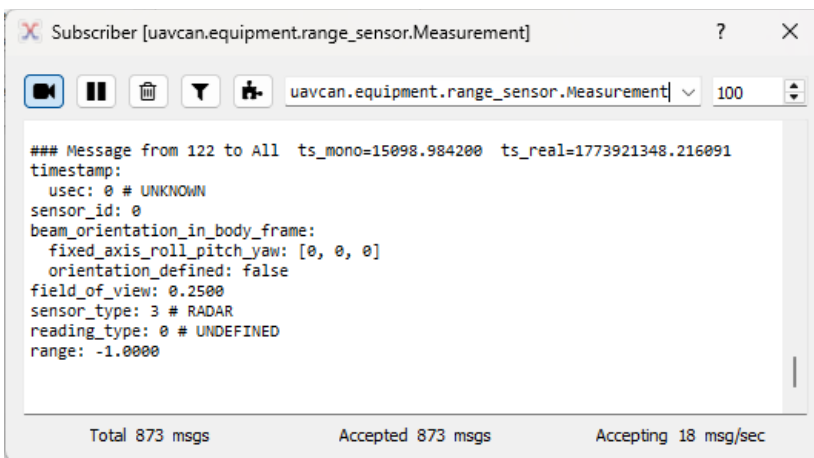 Subscriber [uavcan.equipment.range_sensor.Measurement] ?
uavcan.equipment.range_sensor.Measurement 100
### Message from 122 to All ts_mono=15098.984200 ts_real=1773921348.216091
timestamp:
  usec: 0 # UNKNOWN
sensor_id: 0
beam_orientation_in_body_frame:
  fixed_axis_roll_pitch_yaw: [0, 0, 0]
  orientation_defined: false
field_of_view: 0.2500
sensor_type: 3 # RADAR
reading_type: 0 # UNDEFINED
range: -1.0000
Total 873 msgs Accepted 873 msgs Accepting 18 msg/sec